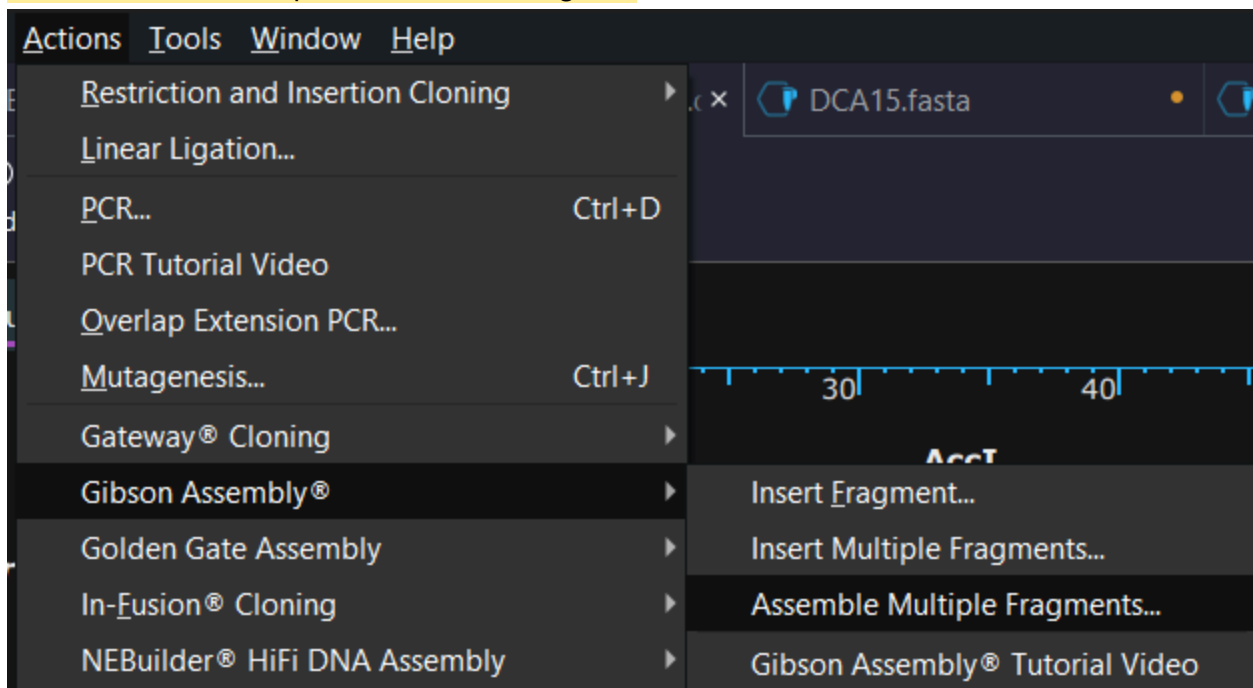 Actions Tools Window Help
Restriction and Insertion Cloning
DCA15.fasta
Linear Ligation...
PCR... Ctrl+D
PCR Tutorial Video
Overlap Extension PCR...
Mutagenesis... Ctrl+J
30 40
Gateway® Cloning
AccI
Gibson Assembly®
Insert Fragment...
Golden Gate Assembly
Insert Multiple Fragments...
In-Fusion® Cloning
Assemble Multiple Fragments...
NEBuilder® HiFi DNA Assembly
Gibson Assembly® Tutorial Video